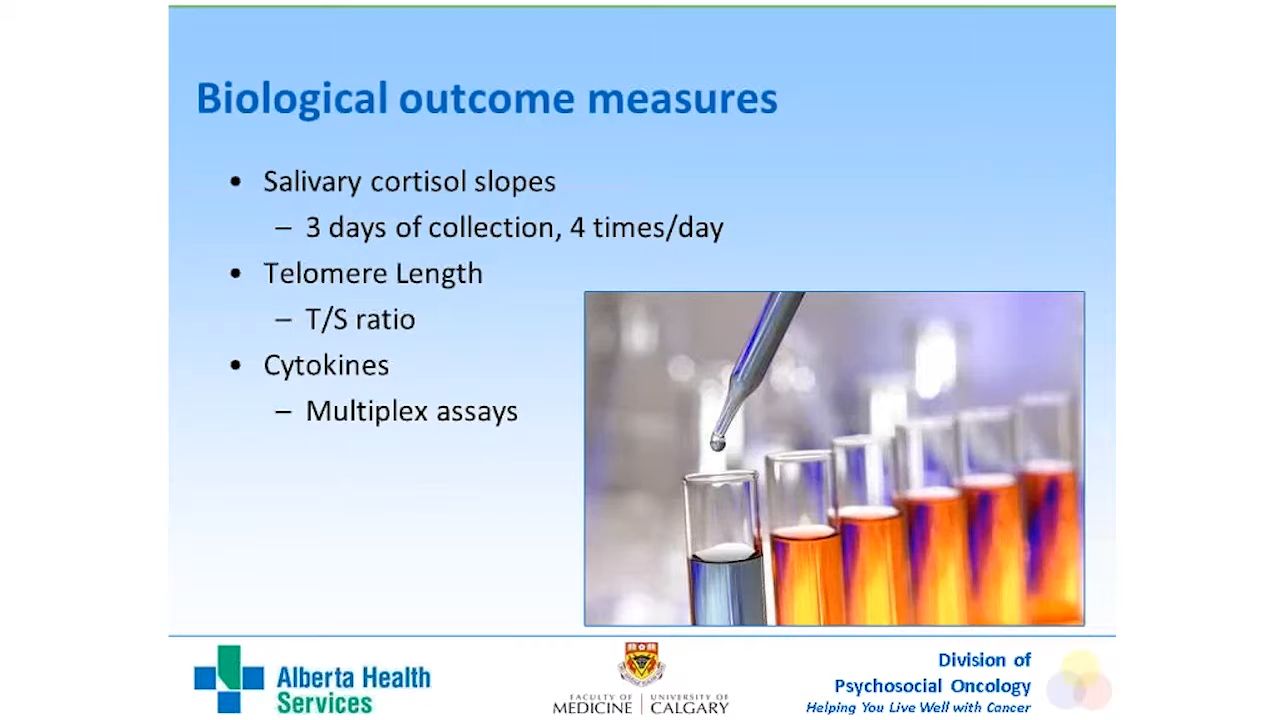 Biological outcome measures
• Salivary cortisol slopes
– 3 days of collection, 4 times/day
• Telomere Length
– T/S ratio
• Cytokines
– Multiplex assays
Alberta Health
Services
FACULTY OF
MEDICINE
UNIVERSITY OF
CALGARY
Division of
Psychosocial Oncology
Helping You Live Well with Cancer